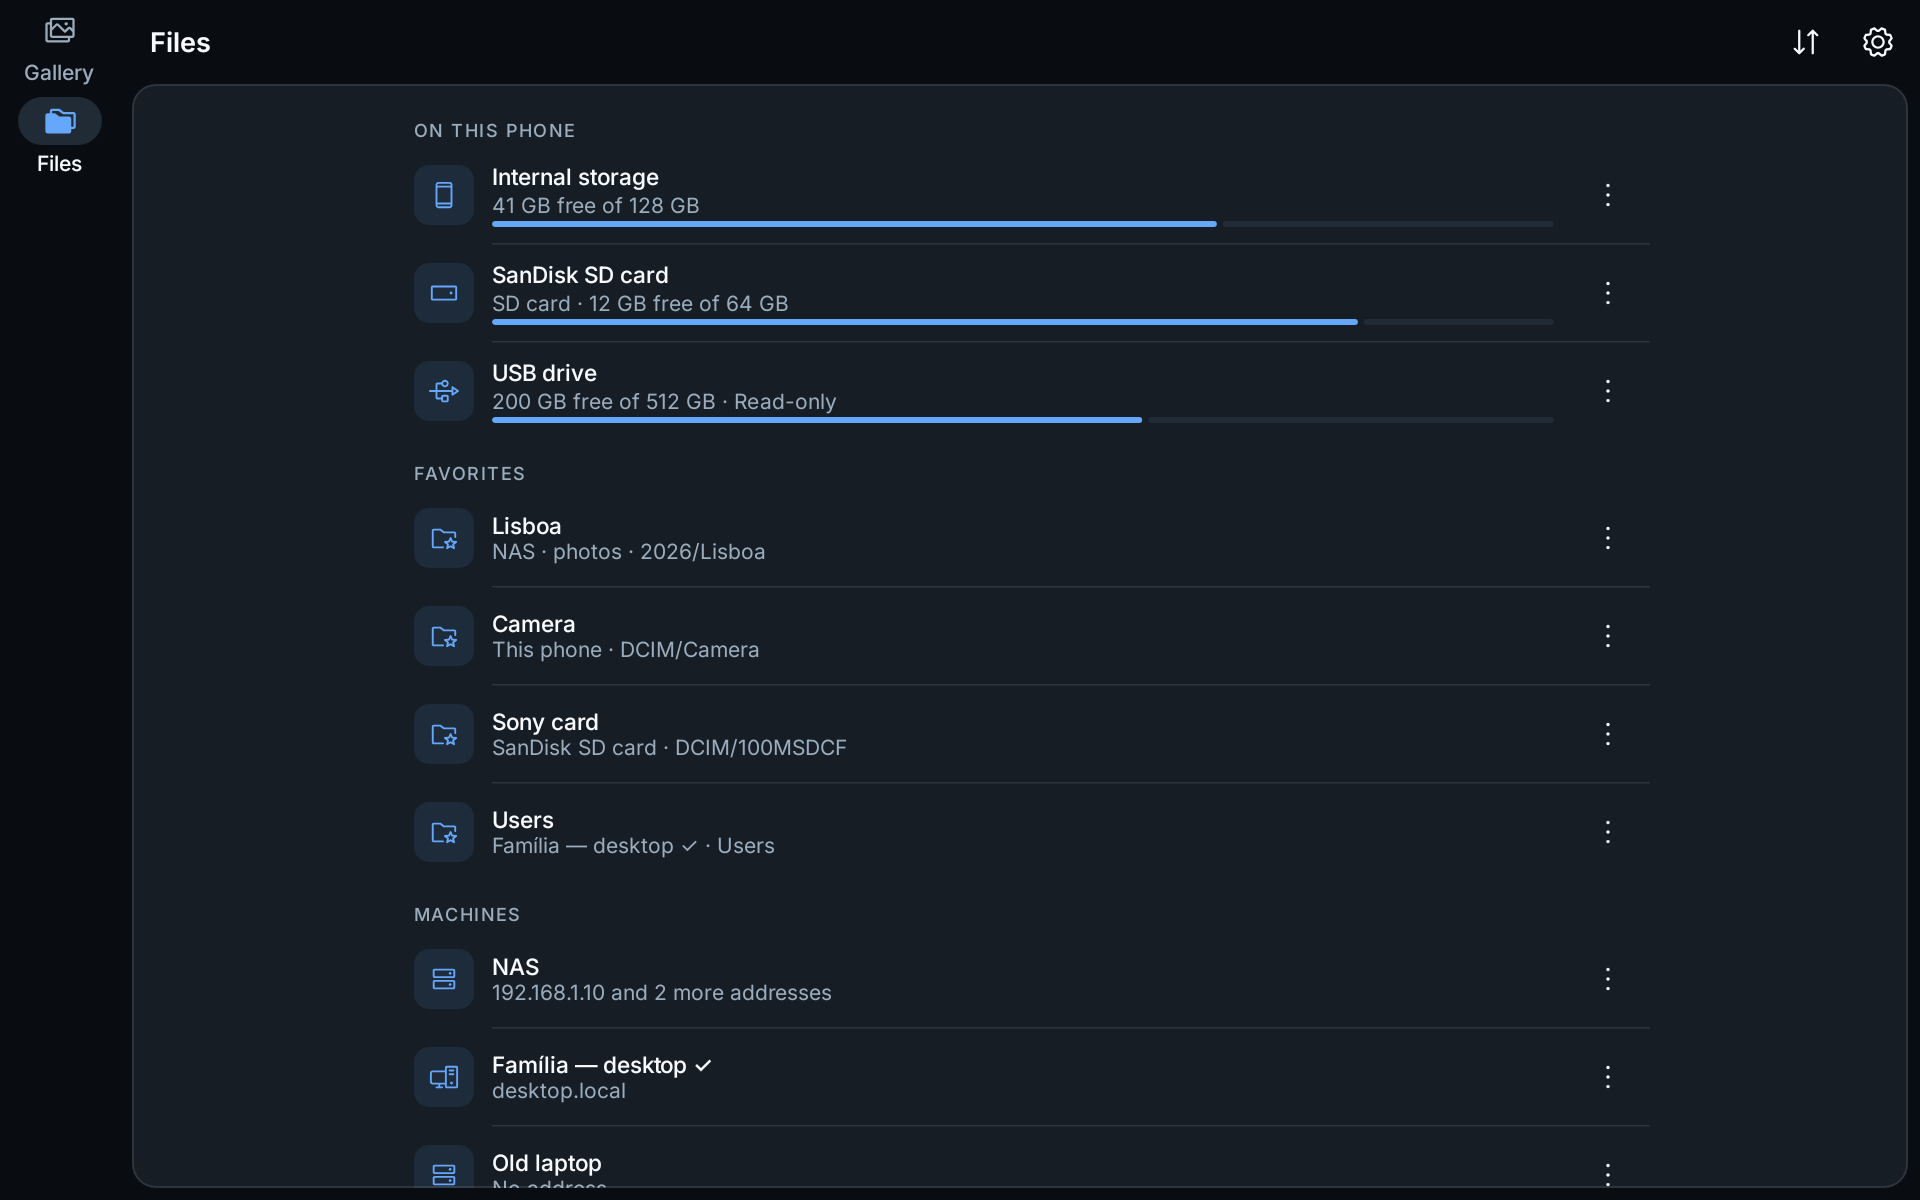 Gallery
Files
Files
ON THIS PHONE
Internal storage
41 GB free of 128 GB
SanDisk SD card
SD card · 12 GB free of 64 GB
USB drive
200 GB free of 512 GB · Read-only
FAVORITES
Lisboa
NAS · photos · 2026/Lisboa
Camera
This phone · DCIM/Camera
Sony card
SanDisk SD card · DCIM/100MSDCF
Users
Família — desktop ✓ · Users
MACHINES
NAS
192.168.1.10 and 2 more addresses
Família — desktop ✓
desktop.local
Old laptop
No address